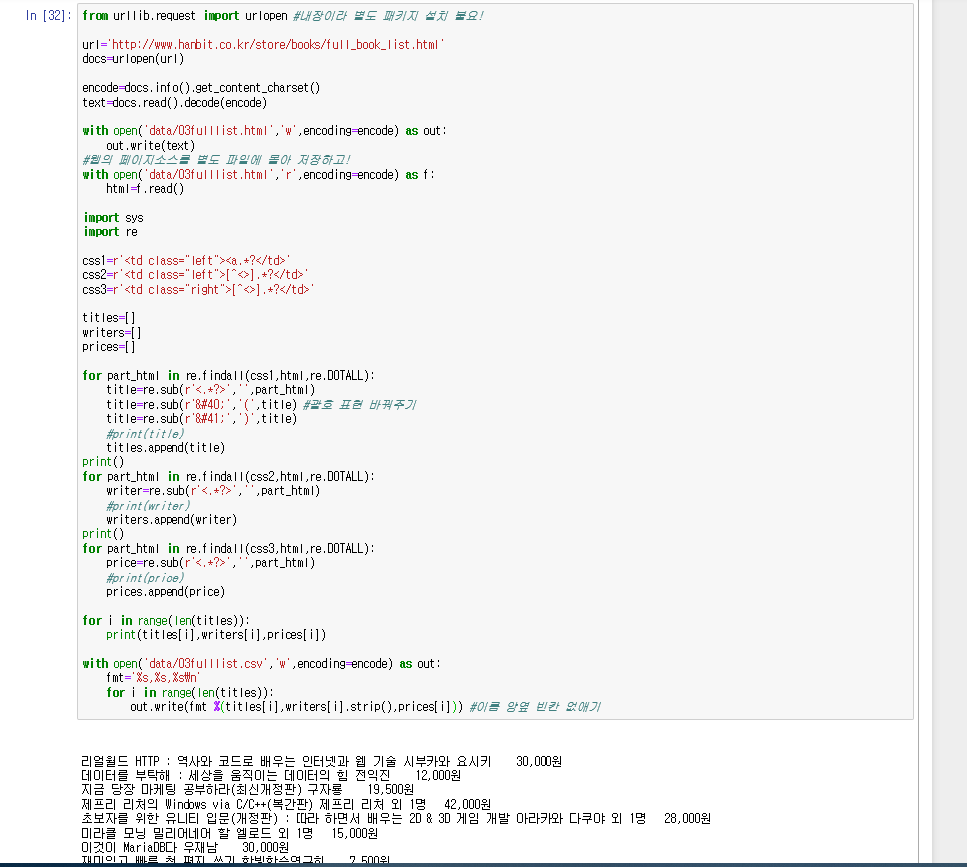 In [32]:
from urllib.request import urlopen #내장이라 별도 패키지 설치 불요!
url='http://www.hanbit.co.kr/store/books/full_book_list.html'
docs=urlopen(url)
encode=docs.info().get_content_charset()
text=docs.read().decode(encode)
with open('data/03fulllist.html','w',encoding=encode) as out:
    out.write(text)
#웹의 페이지소스를 별도 파일에 몰아 저장하고!
with open('data/03fulllist.html','r',encoding=encode) as f:
    html=f.read()
import sys
import re
css1=r'<td class="left"><a.*?</td>'
css2=r'<td class="left">[^<>].*?</td>'
css3=r'<td class="right">[^<>].*?</td>'
titles=[]
writers=[]
prices=[]
for part_html in re.findall(css1,html,re.DOTALL):
    title=re.sub(r'<.*?>','',part_html)
    title=re.sub(r'&#40;','(',title) #괄호 표현 바꿔주기
    title=re.sub(r'&#41;',')',title)
    #print(title)
    titles.append(title)
print()
for part_html in re.findall(css2,html,re.DOTALL):
    writer=re.sub(r'<.*?>','',part_html)
    #print(writer)
    writers.append(writer)
print()
for part_html in re.findall(css3,html,re.DOTALL):
    price=re.sub(r'<.*?>','',part_html)
    #print(price)
    prices.append(price)
for i in range(len(titles)):
    print(titles[i],writers[i],prices[i])
with open('data/03fulllist.csv','w',encoding=encode) as out:
    fmt='%s,%s,%s₩n'
    for i in range(len(titles)):
        out.write(fmt %(titles[i],writers[i].strip(),prices[i])) #이름 양옆 빈칸 없애기
리얼월드 HTTP : 역사와 코드로 배우는 인터넷과 웹 기술 시부카와 요시키 30,000원
데이터를 부탁해 : 세상을 움직이는 데이터의 힘 전익진 12,000원
지금 당장 마케팅 공부하라(최신개정판) 구자룡 19,500원
제프리 리처의 Windows via C/C++(복간판) 제프리 리처 외 1명 42,000원
초보자를 위한 유니티 입문(개정판) : 따라 하면서 배우는 2D & 3D 게임 개발 아라카와 다쿠야 외 1명 28,000원
미라클 모닝 밀리어네어 할 엘로드 외 1명 15,000원
이것이 MariaDB다 우재남 30,000원
재미있고 빠른 첫 편지 쓰기 한빛학습연구회 7,500원